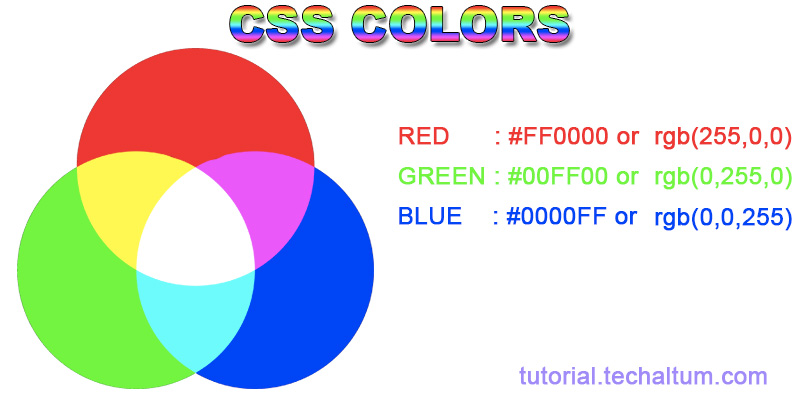 CSS COLORS
RED : #FF0000 or rgb(255,0,0)
GREEN : #00FF00 or rgb(0,255,0)
BLUE : #0000FF or rgb(0,0,255)
tutorial.techaltum.com